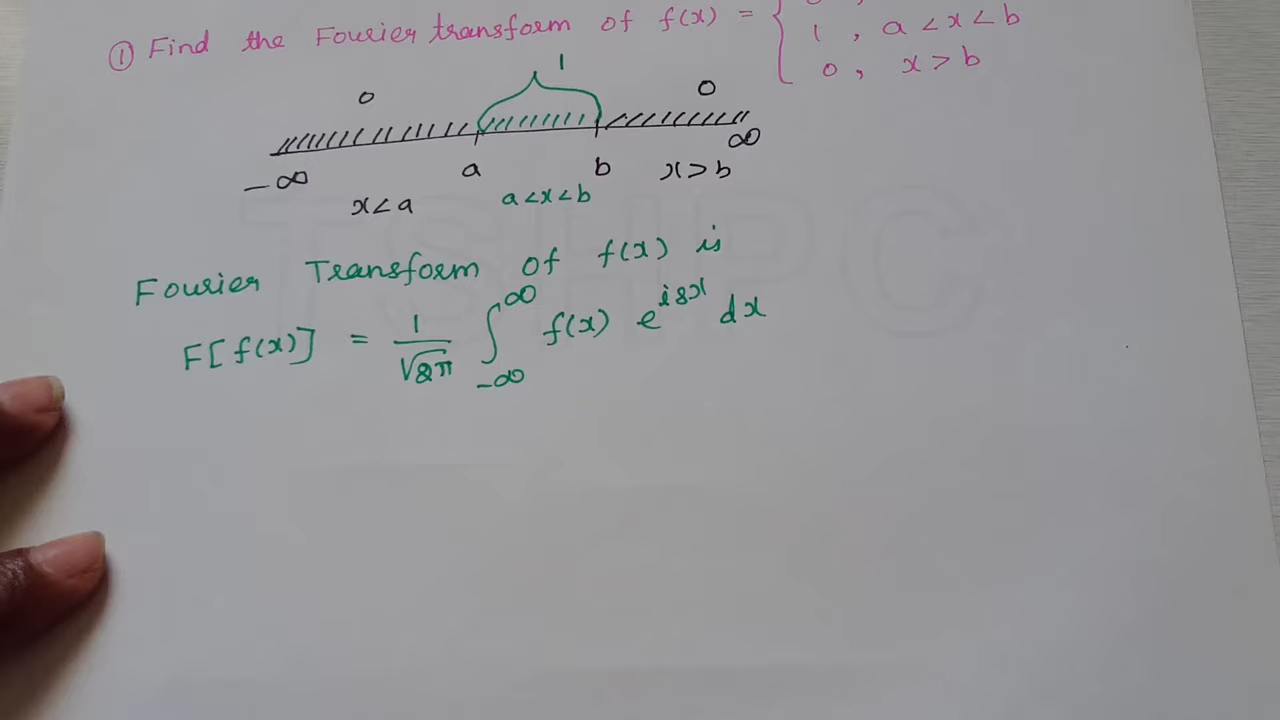 ① Find the Fourier transform of f(x) = {
1 , a < x < b
0 , x > b
1
0 0
-∞ a b ∞
x<a a<x<b x>b
Fourier Transform of f(x) is
F[f(x)] = 1/√2π ∫_{-∞}^{∞} f(x) e^{isx} dx
TSHPC